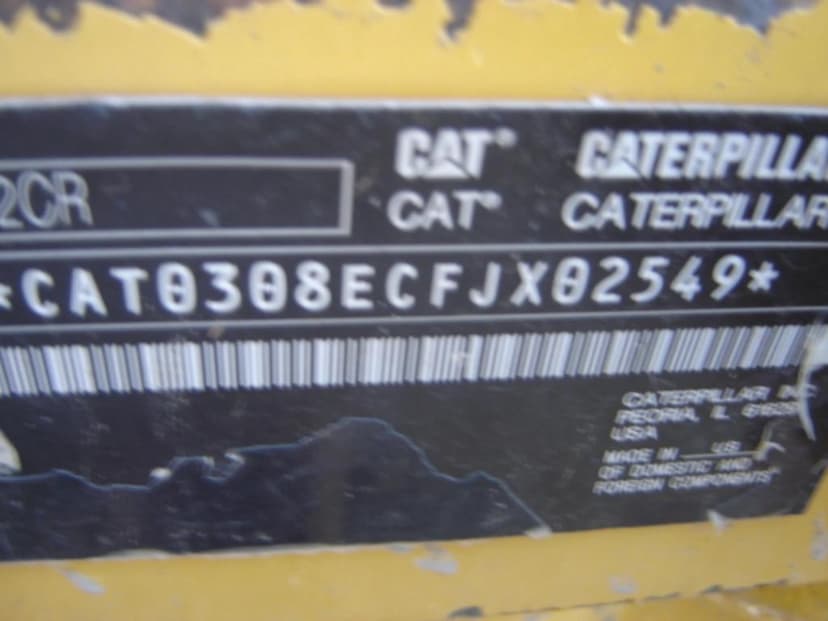 CAT® CATERPILLAR
2CR
CAT® CATERPILLAR
*CAT0308ECFJX02549*
CATERPILLAR INC
PEORIA, IL
USA
MADE IN US
OF DOMESTIC AND
FOREIGN COMPONENTS